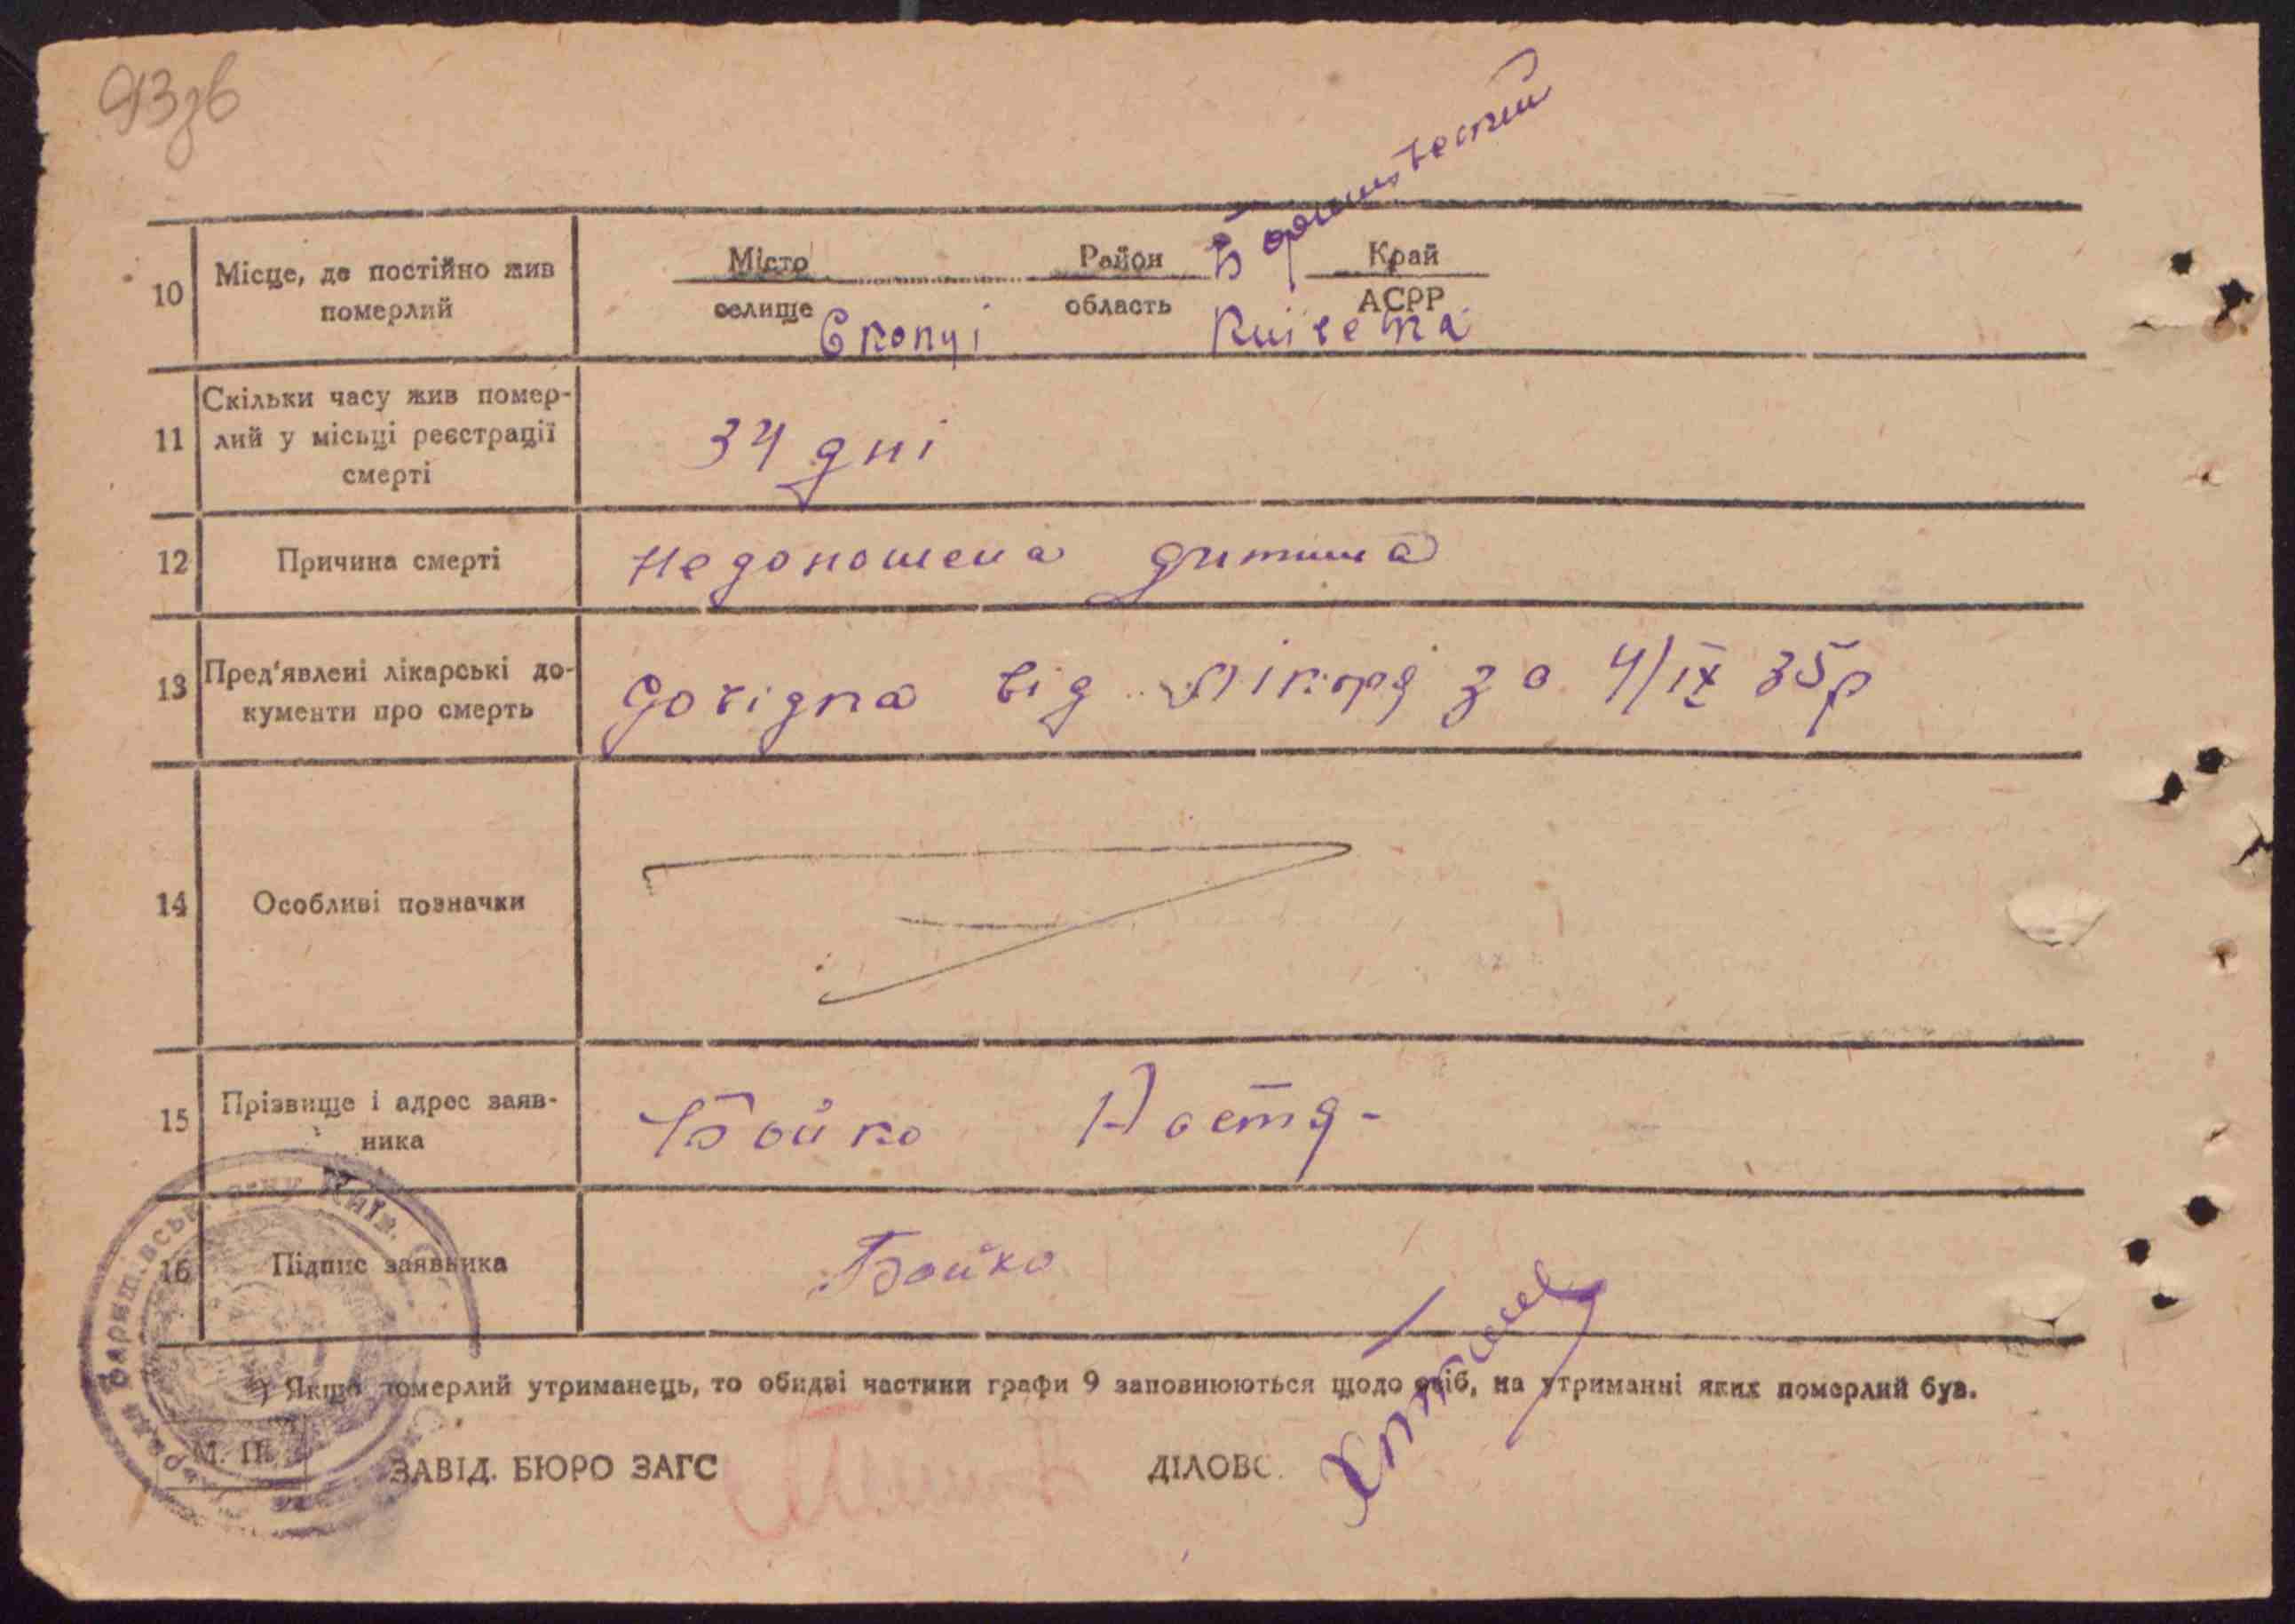 93зв
Боришвский
10 Місце, де постійно жив померлий
Місто Район Край
селище Скопці область Киівска АСРР
11 Скільки часу жив помер-
лий у місьці реєстрації
смерті
34 дні
12 Причина смерті Недоношена дитина
13 Пред'явлені лікарські до-
кументи про смерть
Довідка від лікаря за 4/IX 35р
14 Особливі позначки
15 Прізвище і адрес заяв-
ника
Бойко Настя-
16 Підпис заявника Бойко
) Якщо померлий утриманець, то обидві частини графи 9 заповнюються щодо осіб, на утриманні яких померлий був.
М. П.
ЗАВІД. БЮРО ЗАГС ДІЛОВОД